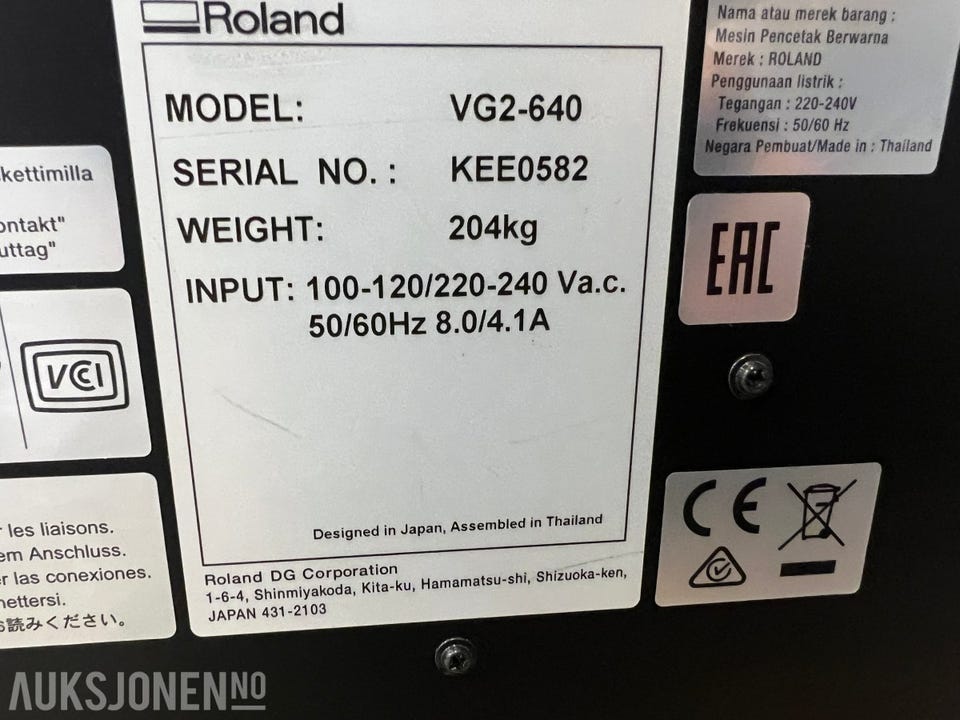 Roland
MODEL: VG2-640
SERIAL NO. : KEE0582
WEIGHT: 204kg
INPUT: 100-120/220-240 Va.c.
50/60Hz 8.0/4.1A
Designed in Japan, Assembled in Thailand
Roland DG Corporation
1-6-4, Shinmiyakoda, Kita-ku, Hamamatsu-shi, Shizuoka-ken,
JAPAN 431-2103
Nama atau merek barang :
Mesin Pencetak Berwarna
Merek : ROLAND
Penggunaan listrik :
Tegangan : 220-240V
Frekuensi : 50/60 Hz
Negara Pembuat/Made in : Thailand
EAC
CE
kettimilla
ontakt"
uttag"
VCI
les liaisons.
em Anschluss.
r las conexiones.
nettersi.
読みください。
AUKSJONEN NO